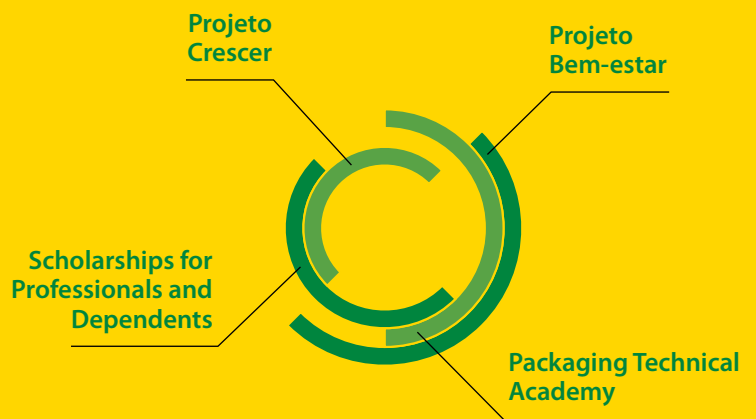 Projeto
Crescer
Projeto
Bem-estar
Scholarships for
Professionals and
Dependents
Packaging Technical
Academy